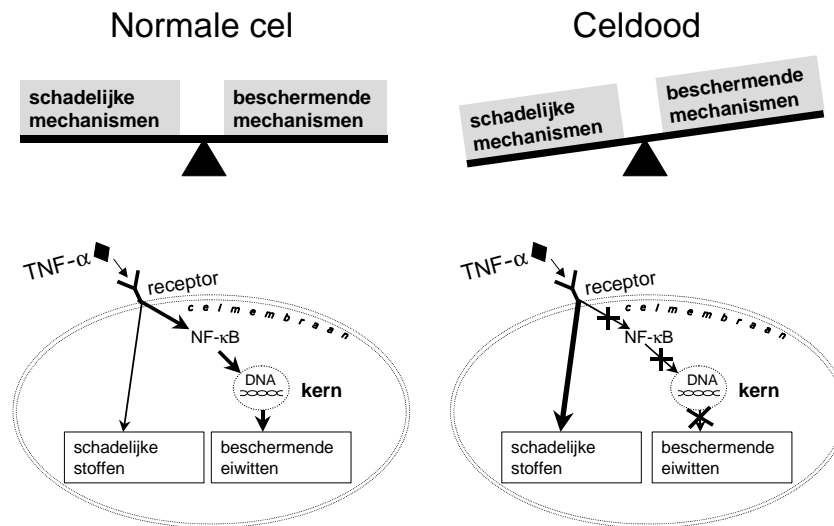 Normale cel
schadelijke
mechanismen
beschermende
mechanismen
TNF-α
receptor
celmembraan
NF-κB
DNA
kern
schadelijke
stoffen
beschermende
eiwitten
Celdood
schadelijke
mechanismen
beschermende
mechanismen
TNF-α
receptor
celmembraan
NF-κB
DNA
kern
schadelijke
stoffen
beschermende
eiwitten